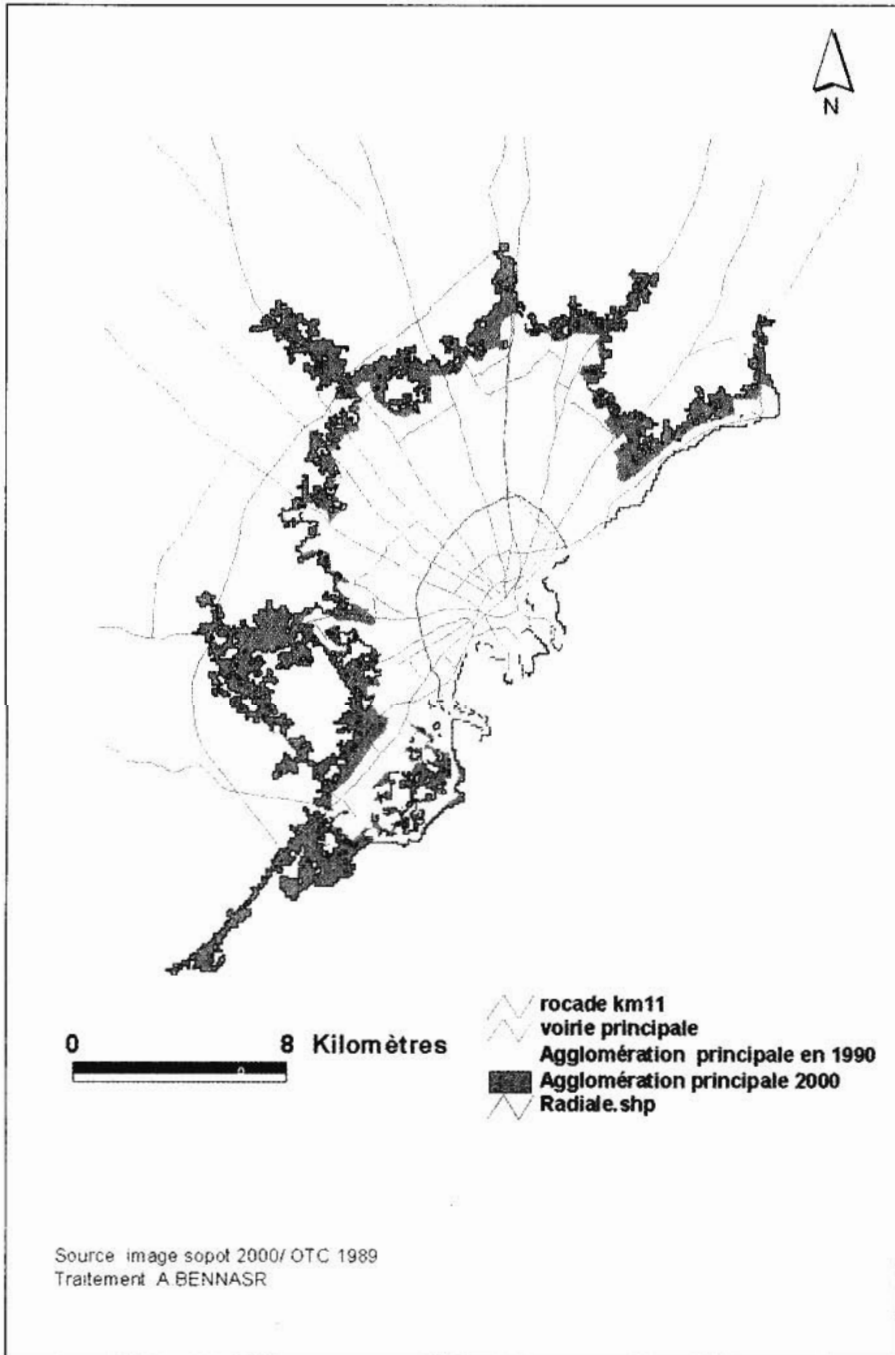 N
0 8 Kilomètres
rocade km11
voirie principale
Agglomération principale en 1990
Agglomération principale 2000
Radiale.shp
Source image sopot 2000/ OTC 1989
Traitement A BENNASR